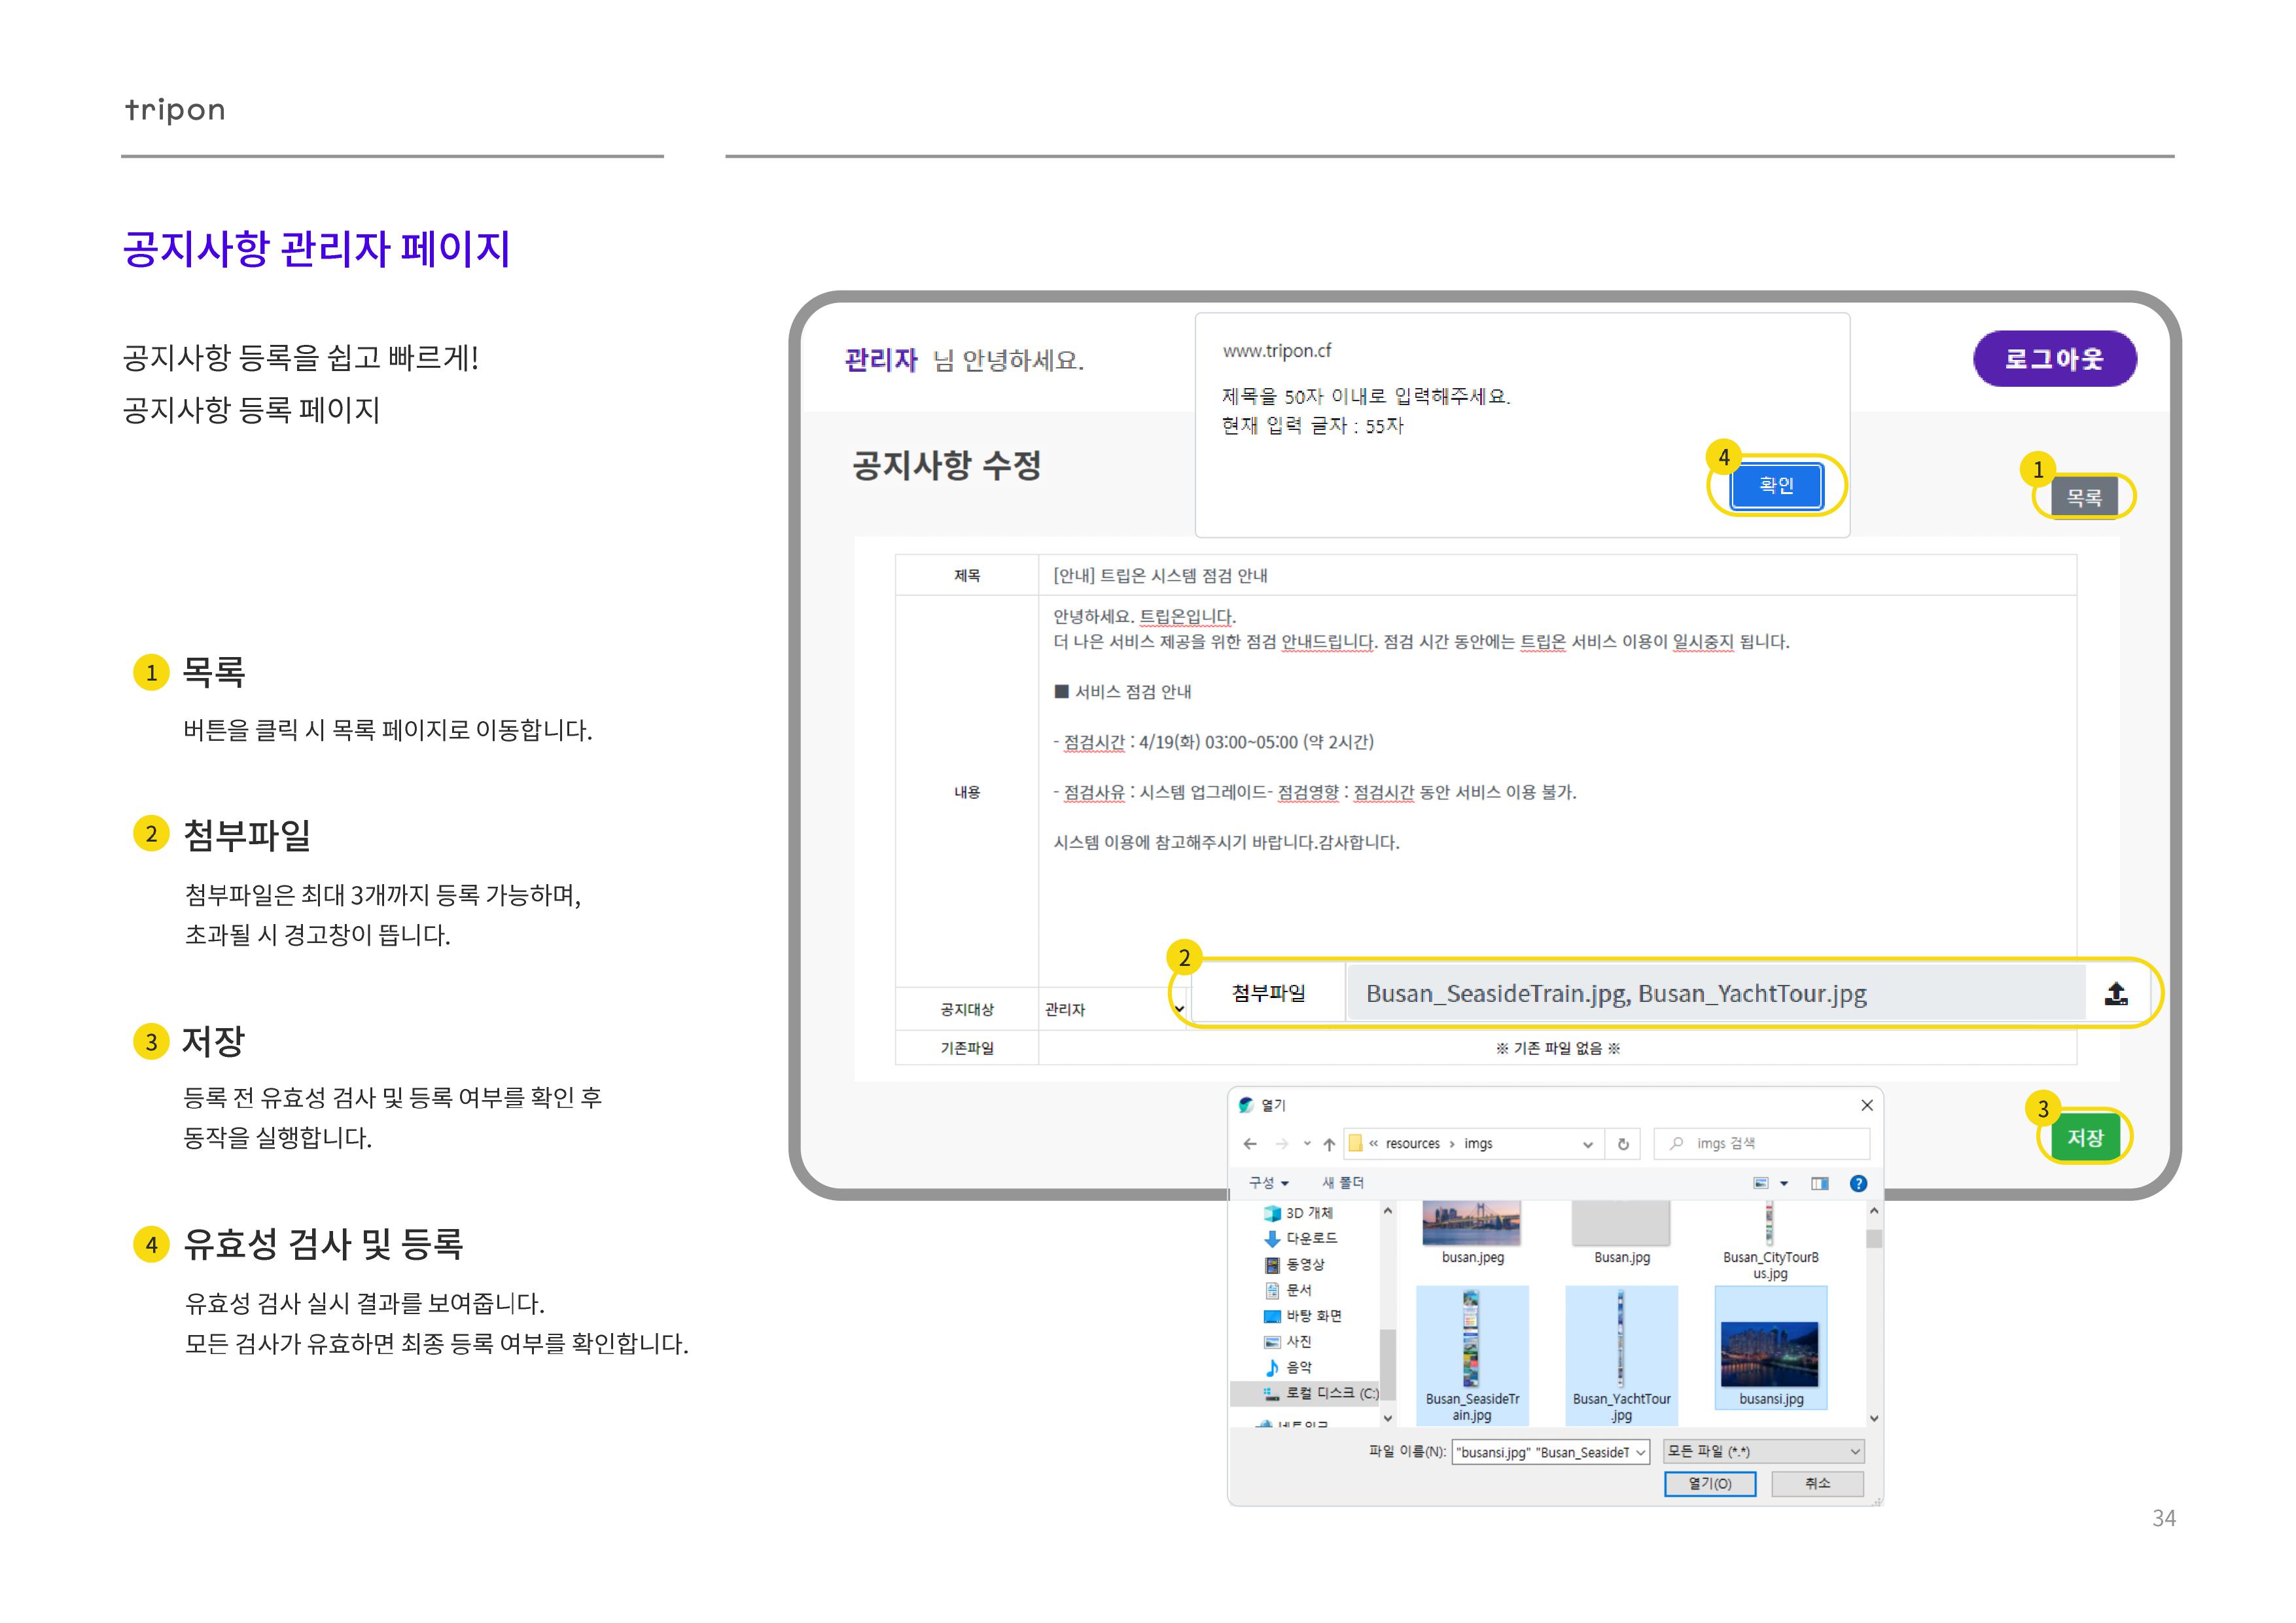 tripon
공지사항 관리자 페이지
공지사항 등록을 쉽고 빠르게!
공지사항 등록 페이지
1 목록
버튼을 클릭 시 목록 페이지로 이동합니다.
2 첨부파일
첨부파일은 최대 3개까지 등록 가능하며,
초과될 시 경고창이 뜹니다.
3 저장
등록 전 유효성 검사 및 등록 여부를 확인 후
동작을 실행합니다.
4 유효성 검사 및 등록
유효성 검사 실시 결과를 보여줍니다.
모든 검사가 유효하면 최종 등록 여부를 확인합니다.
관리자 님 안녕하세요.
로그아웃
www.tripon.cf
제목을 50자 이내로 입력해주세요.
현재 입력 글자 : 55자
4
확인
공지사항 수정
1
목록
제목
[안내] 트립온 시스템 점검 안내
내용
안녕하세요. 트립온입니다.
더 나은 서비스 제공을 위한 점검 안내드립니다. 점검 시간 동안에는 트립온 서비스 이용이 일시중지 됩니다.
■ 서비스 점검 안내
- 점검시간 : 4/19(화) 03:00~05:00 (약 2시간)
- 점검사유 : 시스템 업그레이드- 점검영향 : 점검시간 동안 서비스 이용 불가.
시스템 이용에 참고해주시기 바랍니다.감사합니다.
공지대상
관리자
2
첨부파일
Busan_SeasideTrain.jpg, Busan_YachtTour.jpg
기존파일
※ 기존 파일 없음 ※
3
저장
열기
« resources › imgs
imgs 검색
구성
새 폴더
3D 개체
다운로드
동영상
문서
바탕 화면
사진
음악
로컬 디스크 (C:)
네트워크
busan.jpeg
Busan.jpg
Busan_CityTourB
us.jpg
Busan_SeasideTr
ain.jpg
Busan_YachtTour
.jpg
busansi.jpg
파일 이름(N):
"busansi.jpg" "Busan_SeasideT
모든 파일 (*.*)
열기(O)
취소
34